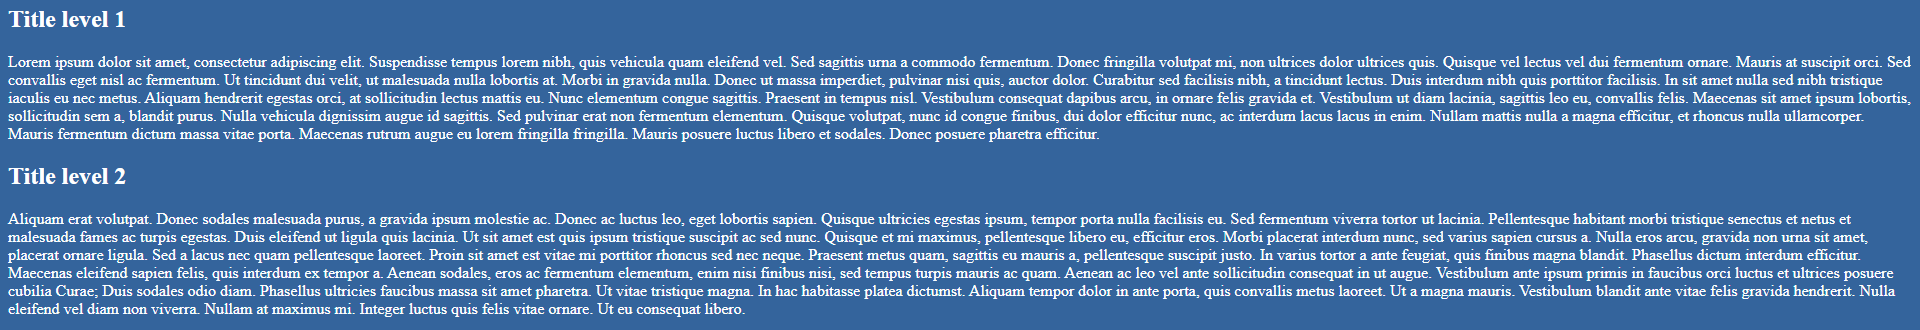 Title level 1
Lorem ipsum dolor sit amet, consectetur adipiscing elit. Suspendisse tempus lorem nibh, quis vehicula quam eleifend vel. Sed sagittis urna a commodo fermentum. Donec fringilla volutpat mi, non ultrices dolor ultrices quis. Quisque vel lectus vel dui fermentum ornare. Mauris at suscipit orci. Sed
convallis eget nisl ac fermentum. Ut tincidunt dui velit, ut malesuada nulla lobortis at. Morbi in gravida nulla. Donec ut massa imperdiet, pulvinar nisi quis, auctor dolor. Curabitur sed facilisis nibh, a tincidunt lectus. Duis interdum nibh quis porttitor facilisis. In sit amet nulla sed nibh tristique
iaculis eu nec metus. Aliquam hendrerit egestas orci, at sollicitudin lectus mattis eu. Nunc elementum congue sagittis. Praesent in tempus nisl. Vestibulum consequat dapibus arcu, in ornare felis gravida et. Vestibulum ut diam lacinia, sagittis leo eu, convallis felis. Maecenas sit amet ipsum lobortis,
sollicitudin sem a, blandit purus. Nulla vehicula dignissim augue id sagittis. Sed pulvinar erat non fermentum elementum. Quisque volutpat, nunc id congue finibus, dui dolor efficitur nunc, ac interdum lacus lacus in enim. Nullam mattis nulla a magna efficitur, et rhoncus nulla ullamcorper.
Mauris fermentum dictum massa vitae porta. Maecenas rutrum augue eu lorem fringilla fringilla. Mauris posuere luctus libero et sodales. Donec posuere pharetra efficitur.
Title level 2
Aliquam erat volutpat. Donec sodales malesuada purus, a gravida ipsum molestie ac. Donec ac luctus leo, eget lobortis sapien. Quisque ultricies egestas ipsum, tempor porta nulla facilisis eu. Sed fermentum viverra tortor ut lacinia. Pellentesque habitant morbi tristique senectus et netus et
malesuada fames ac turpis egestas. Duis eleifend ut ligula quis lacinia. Ut sit amet est quis ipsum tristique suscipit ac sed nunc. Quisque et mi maximus, pellentesque libero eu, efficitur eros. Morbi placerat interdum nunc, sed varius sapien cursus a. Nulla eros arcu, gravida non urna sit amet,
placerat ornare ligula. Sed a lacus nec quam pellentesque laoreet. Proin sit amet est vitae mi porttitor rhoncus sed nec neque. Praesent metus quam, sagittis eu mauris a, pellentesque suscipit justo. In varius tortor a ante feugiat, quis finibus magna blandit. Phasellus dictum interdum efficitur.
Maecenas eleifend sapien felis, quis interdum ex tempor a. Aenean sodales, eros ac fermentum elementum, enim nisi finibus nisi, sed tempus turpis mauris ac quam. Aenean ac leo vel ante sollicitudin consequat in ut augue. Vestibulum ante ipsum primis in faucibus orci luctus et ultrices posuere
cubilia Curae; Duis sodales odio diam. Phasellus ultricies faucibus massa sit amet pharetra. Ut vitae tristique magna. In hac habitasse platea dictumst. Aliquam tempor dolor in ante porta, quis convallis metus laoreet. Ut a magna mauris. Vestibulum blandit ante vitae felis gravida hendrerit. Nulla
eleifend vel diam non viverra. Nullam at maximus mi. Integer luctus quis felis vitae ornare. Ut eu consequat libero.